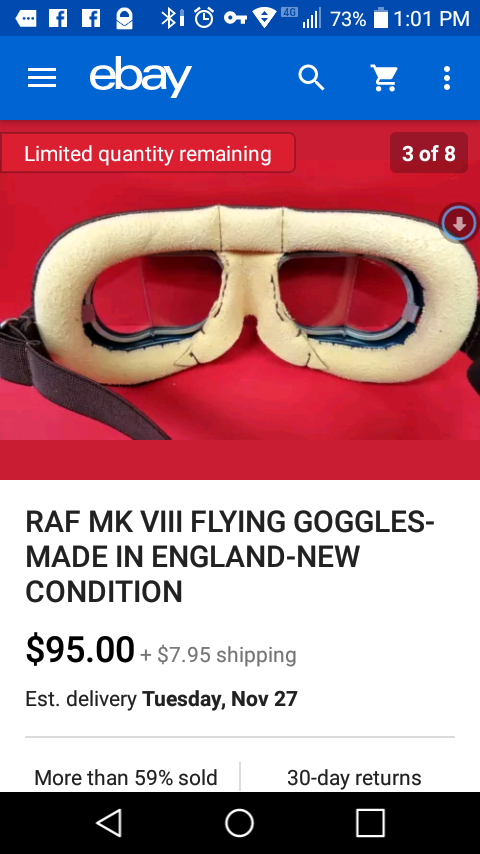 4G 73% 1:01 PM
ebay
Limited quantity remaining
3 of 8
RAF MK VIII FLYING GOGGLES-
MADE IN ENGLAND-NEW
CONDITION
$95.00 + $7.95 shipping
Est. delivery Tuesday, Nov 27
More than 59% sold
30-day returns